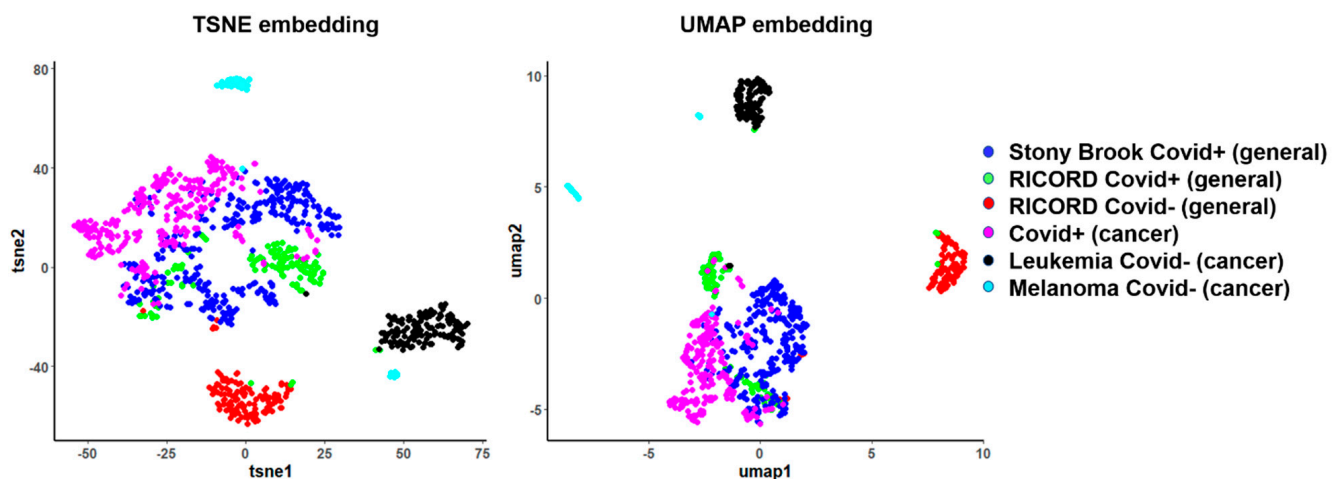 TSNE embedding
80
40
0
-40
tsne2
-50
-25
0
25
50
75
tsne1
UMAP embedding
10
5
0
-5
umap2
-5
0
5
10
umap1
Stony Brook Covid+ (general)
RICORD Covid+ (general)
RICORD Covid- (general)
Covid+ (cancer)
Leukemia Covid- (cancer)
Melanoma Covid- (cancer)